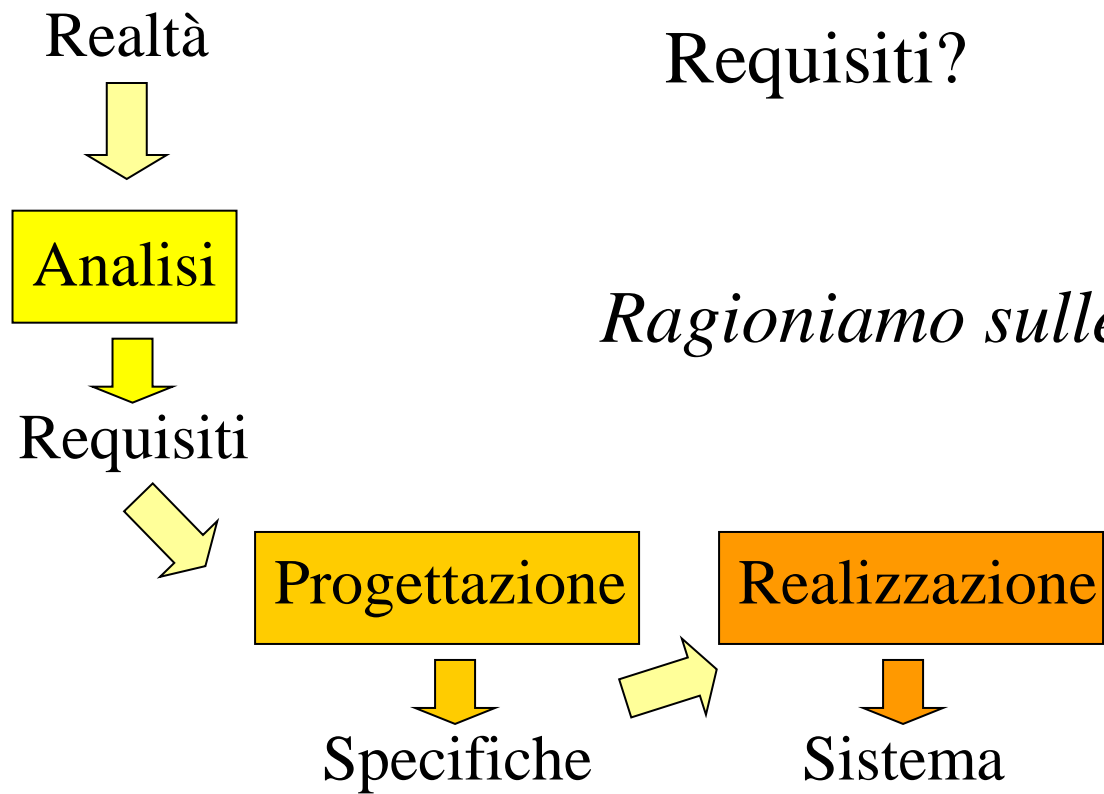 Realtà
Requisiti?
Analisi
Ragioniamo sulle
Requisiti
Progettazione
Realizzazione
Specifiche
Sistema